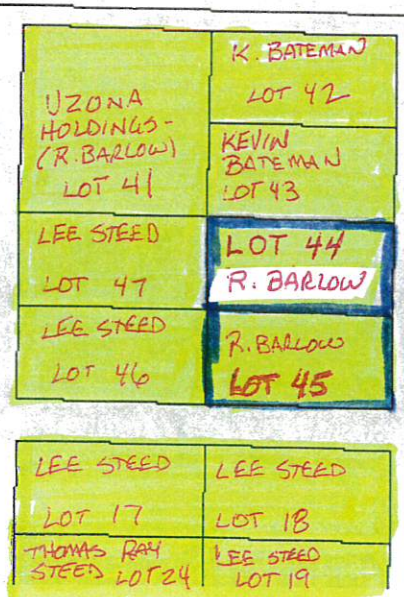 UZONA
HOLDINGS-
(R. BARLOW)
LOT 41
K. BATEMAN
LOT 42
KEVIN
BATEMAN
LOT 43
LEE STEED
LOT 47
LOT 44
R. BARLOW
LEE STEED
LOT 46
R. BARLOW
LOT 45
LEE STEED
LOT 17
LEE STEED
LOT 18
THOMAS RAY
STEED LOT 24
LEE STEED
LOT 19